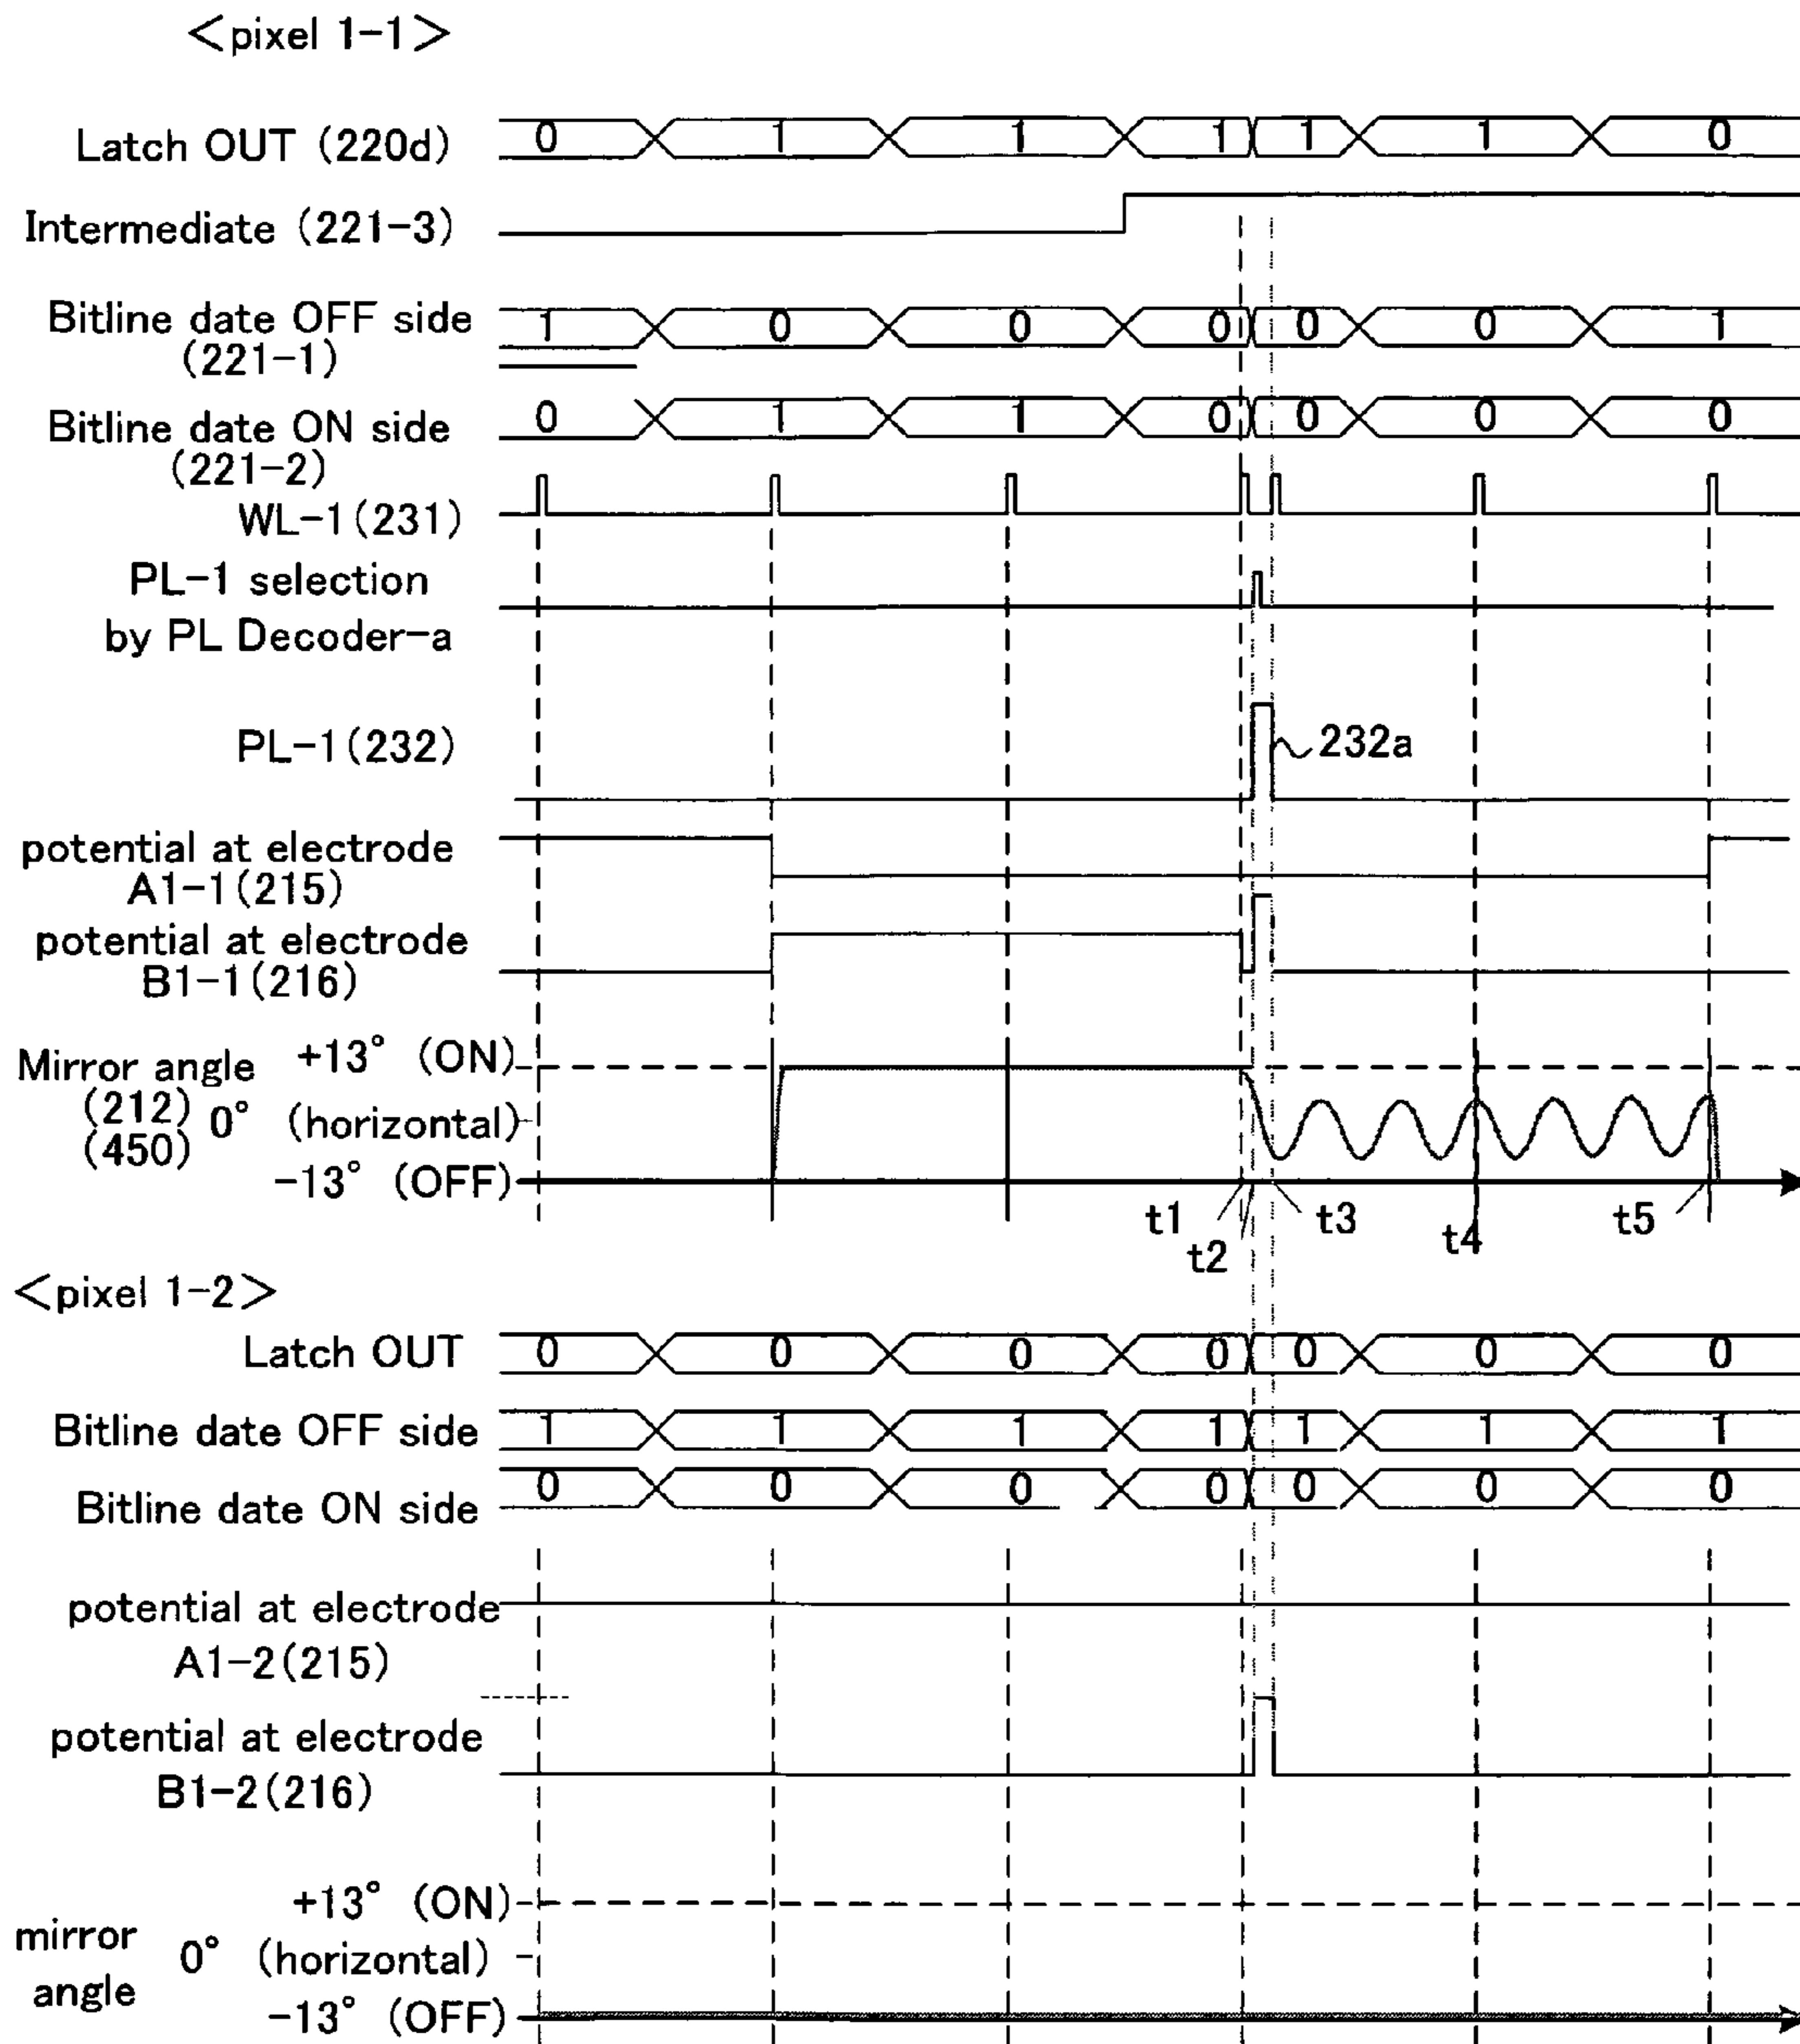 <pixel 1-1>
Latch OUT (220d) 0 1 1 1 1 1 0
Intermediate (221-3)
Bitline date OFF side 1 0 0 0 0 0 1
(221-1)
Bitline date ON side 0 1 1 0 0 0 0
(221-2)
WL-1(231)
PL-1 selection
by PL Decoder-a
PL-1(232) 232a
potential at electrode
A1-1(215)
potential at electrode
B1-1(216)
Mirror angle +13° (ON)
(212) 0° (horizontal)
(450)
-13° (OFF)
t1 t2 t3 t4 t5
<pixel 1-2>
Latch OUT 0 0 0 0 0 0 0
Bitline date OFF side 1 1 1 1 1 1 1
Bitline date ON side 0 0 0 0 0 0 0
potential at electrode
A1-2(215)
potential at electrode
B1-2(216)
+13° (ON)
mirror 0° (horizontal)
angle
-13° (OFF)